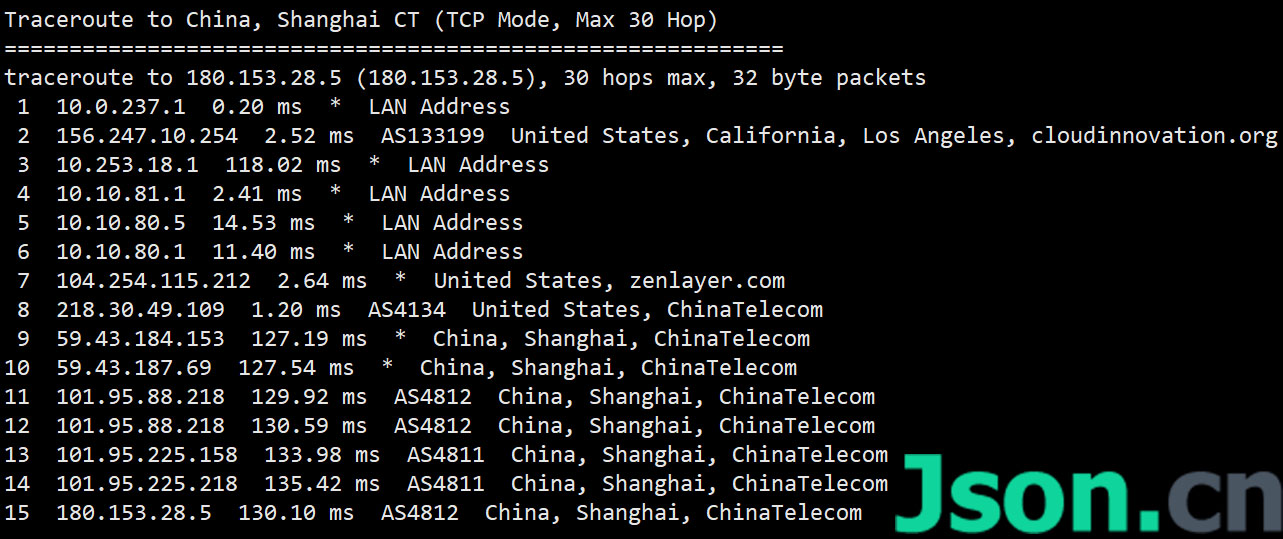 Traceroute to China, Shanghai CT (TCP Mode, Max 30 Hop)
============================================================
traceroute to 180.153.28.5 (180.153.28.5), 30 hops max, 32 byte packets
1  10.0.237.1  0.20 ms  *  LAN Address
2  156.247.10.254  2.52 ms  AS133199  United States, California, Los Angeles, cloudinnovation.org
3  10.253.18.1  118.02 ms  *  LAN Address
4  10.10.81.1  2.41 ms  *  LAN Address
5  10.10.80.5  14.53 ms  *  LAN Address
6  10.10.80.1  11.40 ms  *  LAN Address
7  104.254.115.212  2.64 ms  *  United States, zenlayer.com
8  218.30.49.109  1.20 ms  AS4134  United States, ChinaTelecom
9  59.43.184.153  127.19 ms  *  China, Shanghai, ChinaTelecom
10  59.43.187.69  127.54 ms  *  China, Shanghai, ChinaTelecom
11  101.95.88.218  129.92 ms  AS4812  China, Shanghai, ChinaTelecom
12  101.95.88.218  130.59 ms  AS4812  China, Shanghai, ChinaTelecom
13  101.95.225.158  133.98 ms  AS4811  China, Shanghai, ChinaTelecom
14  101.95.225.218  135.42 ms  AS4811  China, Shanghai, ChinaTelecom
15  180.153.28.5  130.10 ms  AS4812  China, Shanghai, ChinaTelecom
Json.cn